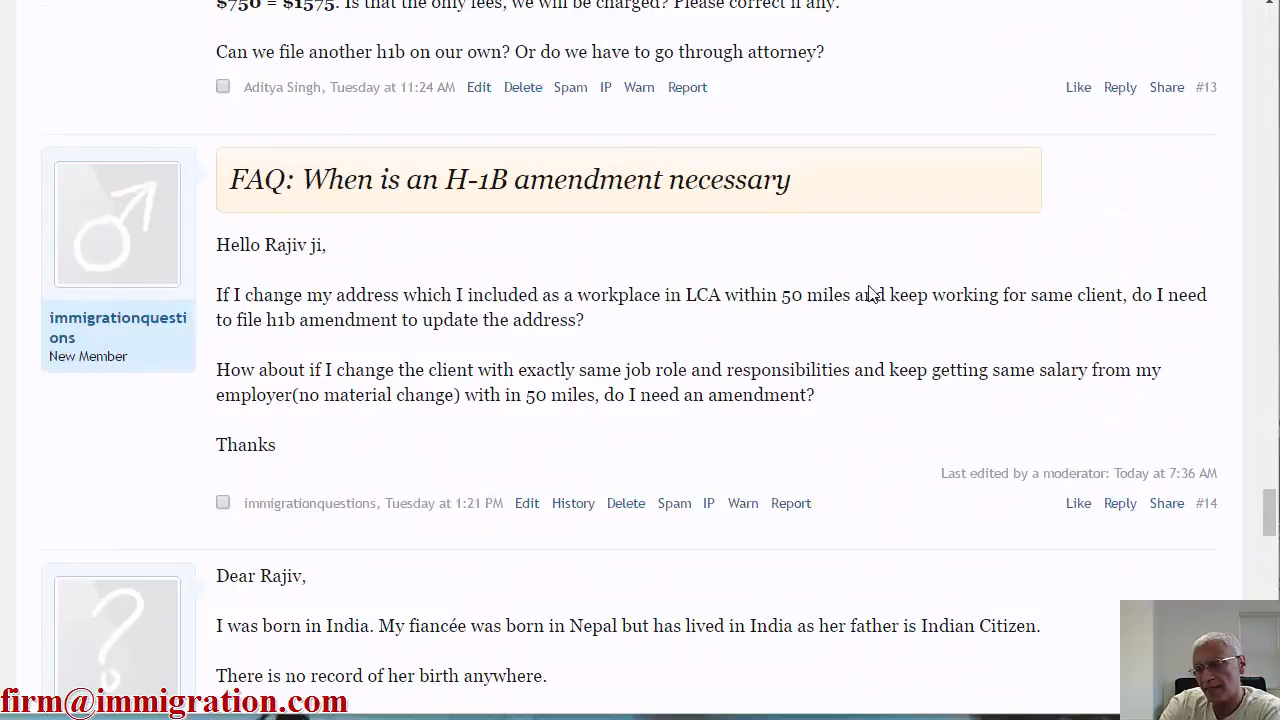 $750 = $1575. Is that the only fees, we will be charged? Please correct if any.
Can we file another h1b on our own? Or do we have to go through attorney?
Aditya Singh, Tuesday at 11:24 AM Edit Delete Spam IP Warn Report Like Reply Share #13
FAQ: When is an H-1B amendment necessary
Hello Rajiv ji,
If I change my address which I included as a workplace in LCA within 50 miles and keep working for same client, do I need
to file h1b amendment to update the address?
immigrationquesti
ons
New Member
How about if I change the client with exactly same job role and responsibilities and keep getting same salary from my
employer(no material change) with in 50 miles, do I need an amendment?
Thanks
Last edited by a moderator: Today at 7:36 AM
immigrationquestions, Tuesday at 1:21 PM Edit History Delete Spam IP Warn Report Like Reply Share #14
Dear Rajiv,
I was born in India. My fiancée was born in Nepal but has lived in India as her father is Indian Citizen.
There is no record of her birth anywhere.
firm@immigration.com